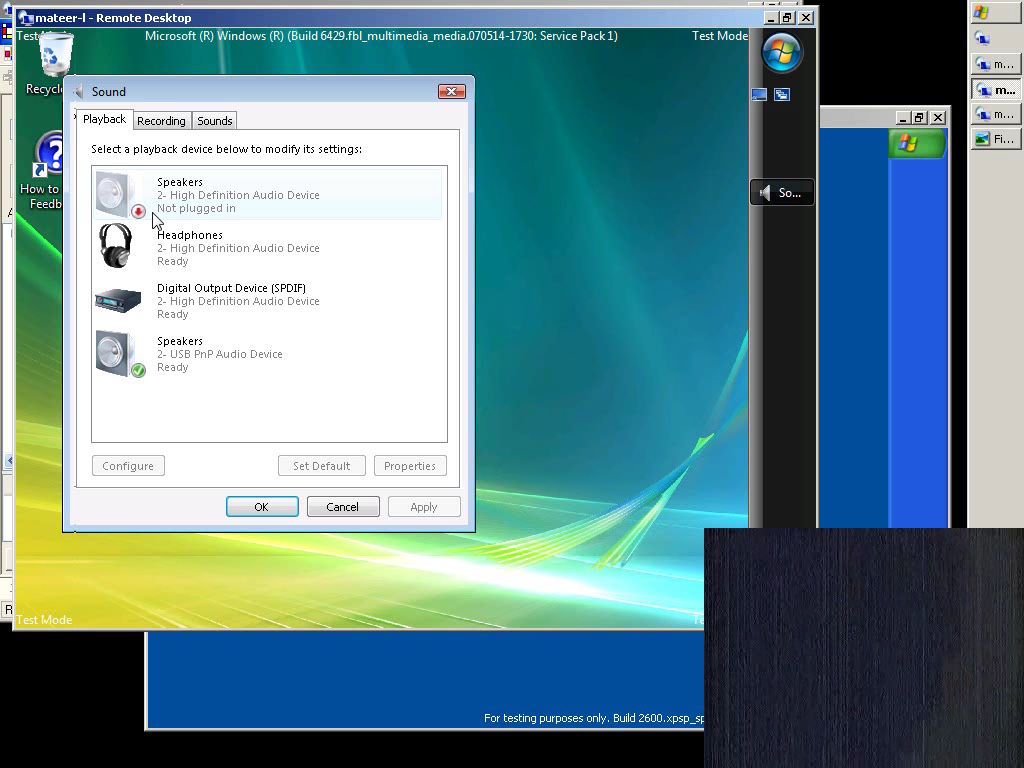 mateer-l - Remote Desktop
Test Mode
Microsoft (R) Windows (R) (Build 6429.fbl_multimedia_media.070514-1730: Service Pack 1)
Test Mode
Recycle
How to
Feedb
Sound
Playback
Recording
Sounds
Select a playback device below to modify its settings:
Speakers
2- High Definition Audio Device
Not plugged in
Headphones
2- High Definition Audio Device
Ready
Digital Output Device (SPDIF)
2- High Definition Audio Device
Ready
Speakers
2- USB PnP Audio Device
Ready
Configure
Set Default
Properties
OK
Cancel
Apply
So...
m...
m...
m...
Fi...
Test Mode
For testing purposes only. Build 2600.xpsp_sp